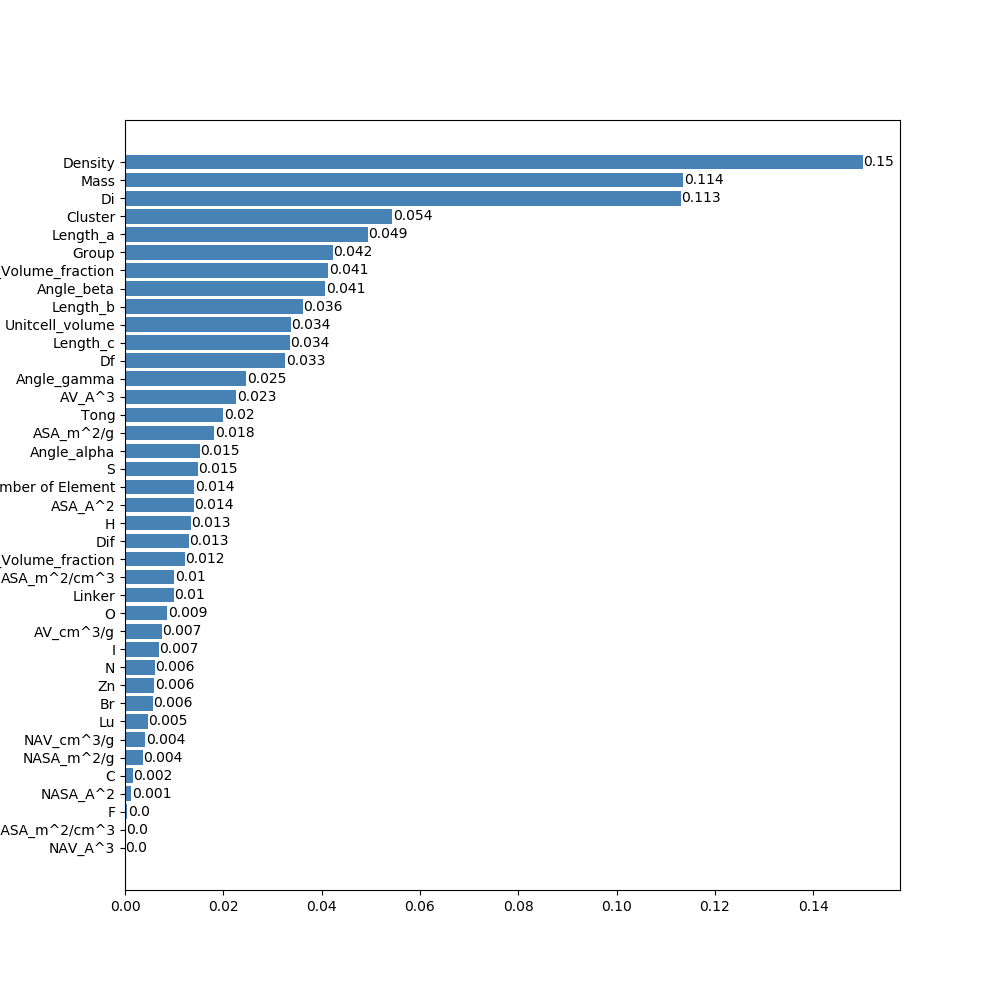 Density 0.15
Mass 0.114
Di 0.113
Cluster 0.054
Length_a 0.049
Group 0.042
_Volume_fraction 0.041
Angle_beta 0.041
Length_b 0.036
Unitcell_volume 0.034
Length_c 0.034
Df 0.033
Angle_gamma 0.025
AV_A^3 0.023
Tong 0.02
ASA_m^2/g 0.018
Angle_alpha 0.015
S 0.015
mber of Element 0.014
ASA_A^2 0.014
H 0.013
Dif 0.013
_Volume_fraction 0.012
ASA_m^2/cm^3 0.01
Linker 0.01
O 0.009
AV_cm^3/g 0.007
I 0.007
N 0.006
Zn 0.006
Br 0.006
Lu 0.005
NAV_cm^3/g 0.004
NASA_m^2/g 0.004
C 0.002
NASA_A^2 0.001
F 0.0
ASA_m^2/cm^3 0.0
NAV_A^3 0.0
0.00 0.02 0.04 0.06 0.08 0.10 0.12 0.14